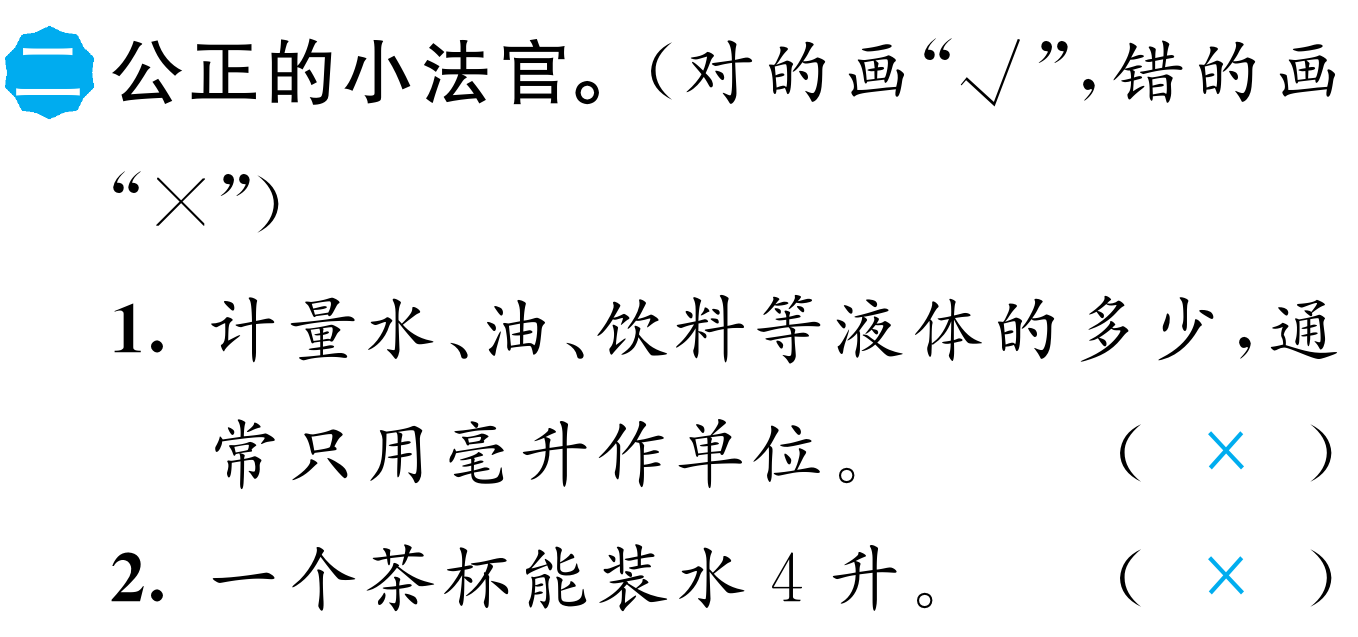 二 公正的小法官。(对的画“√”,错的画
“×”)
1. 计量水、油、饮料等液体的多少,通
常只用毫升作单位。 ( × )
2. 一个茶杯能装水 4 升。 ( × )